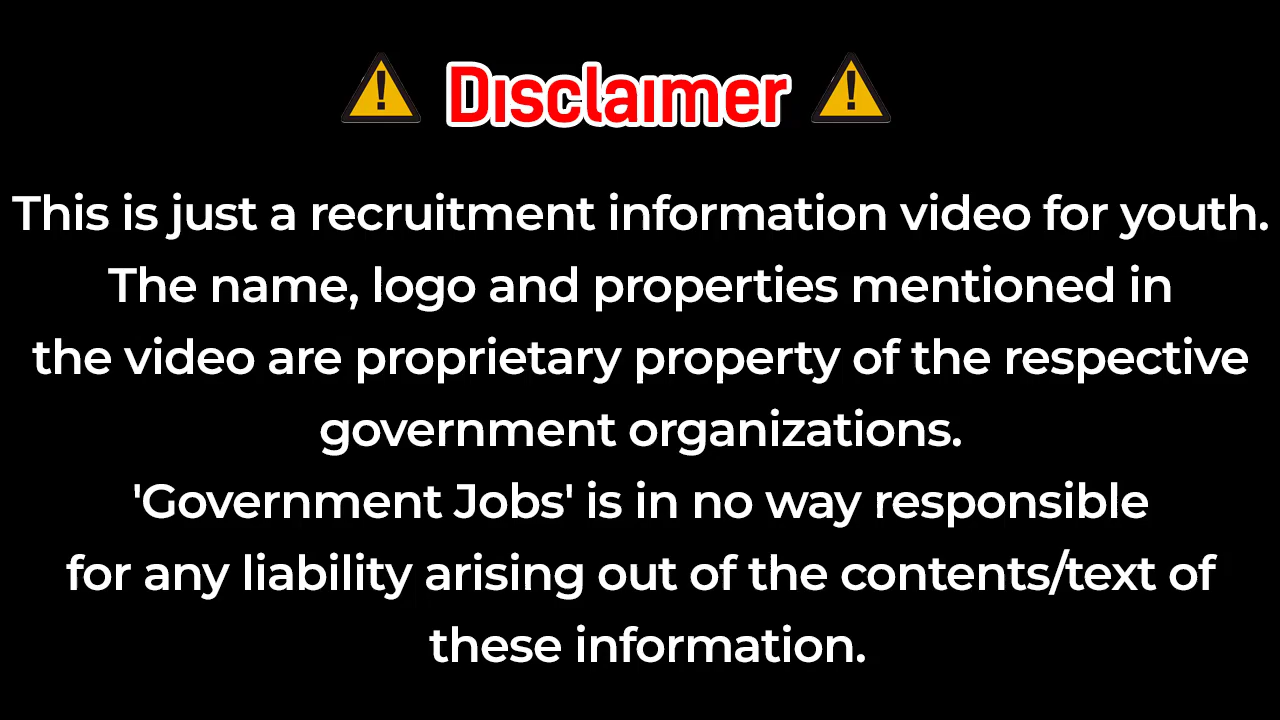 Disclaimer
This is just a recruitment information video for youth.
The name, logo and properties mentioned in
the video are proprietary property of the respective
government organizations.
'Government Jobs' is in no way responsible
for any liability arising out of the contents/text of
these information.